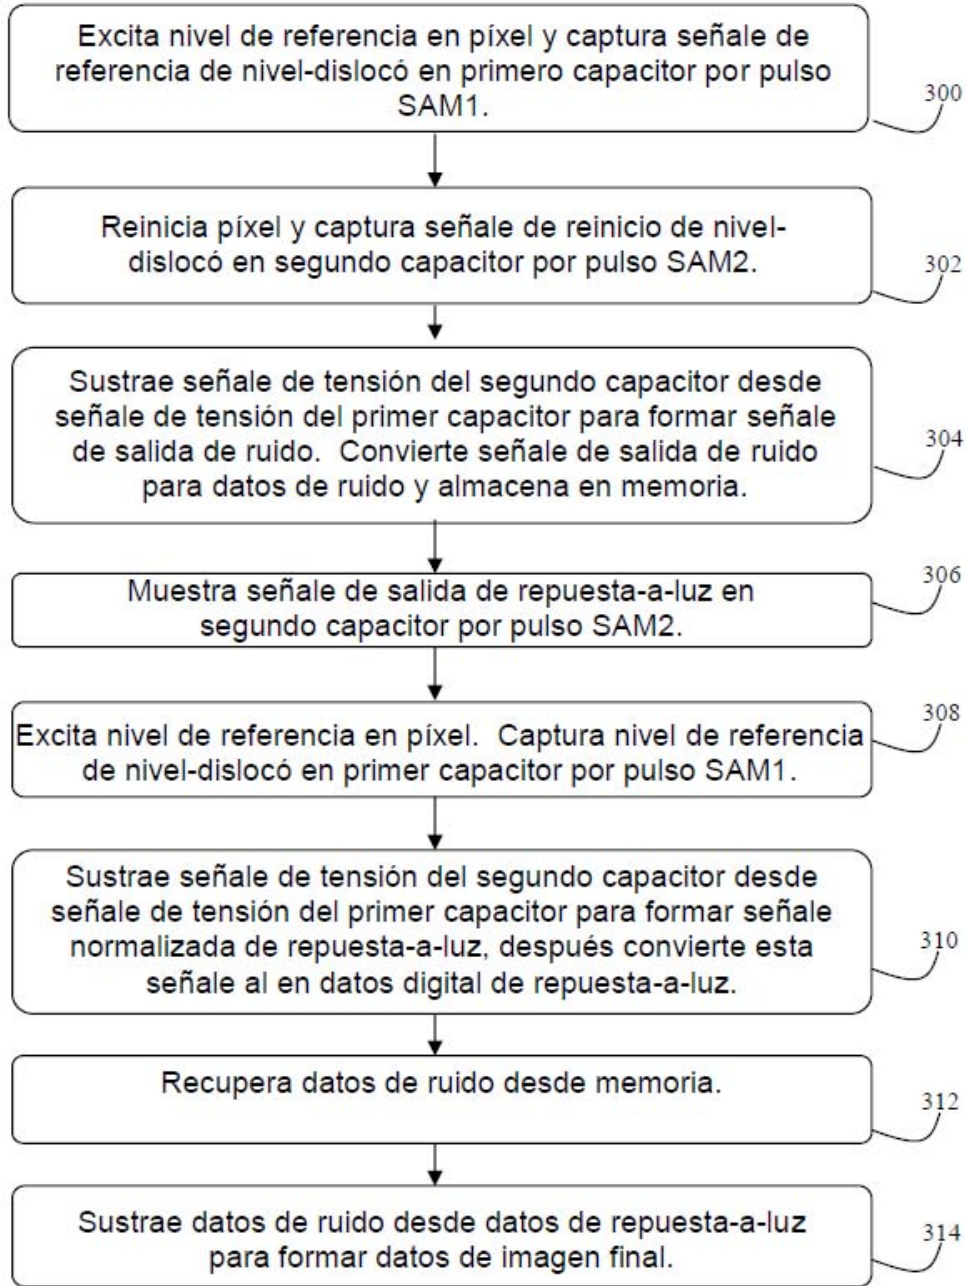 Excita nivel de referencia en píxel y captura señale de
referencia de nivel-dislocó en primero capacitor por pulso
SAM1.
300
Reinicia píxel y captura señale de reinicio de nivel-
dislocó en segundo capacitor por pulso SAM2.
302
Sustrae señale de tensión del segundo capacitor desde
señale de tensión del primer capacitor para formar señale
de salida de ruido. Convierte señale de salida de ruido
para datos de ruido y almacena en memoria.
304
Muestra señale de salida de repuesta-a-luz en
segundo capacitor por pulso SAM2.
306
Excita nivel de referencia en píxel. Captura nivel de referencia
de nivel-dislocó en primer capacitor por pulso SAM1.
308
Sustrae señale de tensión del segundo capacitor desde
señale de tensión del primer capacitor para formar señale
normalizada de repuesta-a-luz, después convierte esta
señale al en datos digital de repuesta-a-luz.
310
Recupera datos de ruido desde memoria.
312
Sustrae datos de ruido desde datos de repuesta-a-luz
para formar datos de imagen final.
314